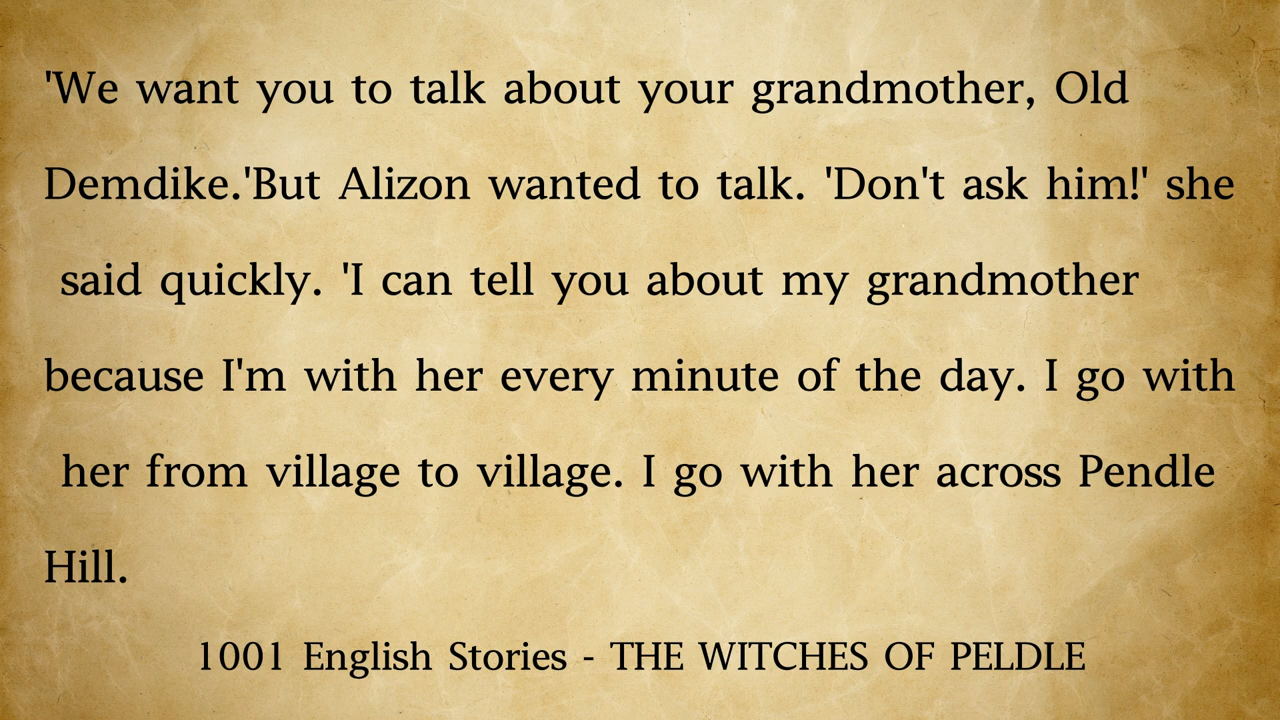 'We want you to talk about your grandmother, Old
Demdike.'But Alizon wanted to talk. 'Don't ask him!' she
said quickly. 'I can tell you about my grandmother
because I'm with her every minute of the day. I go with
her from village to village. I go with her across Pendle
Hill.
1001 English Stories - THE WITCHES OF PELDLE